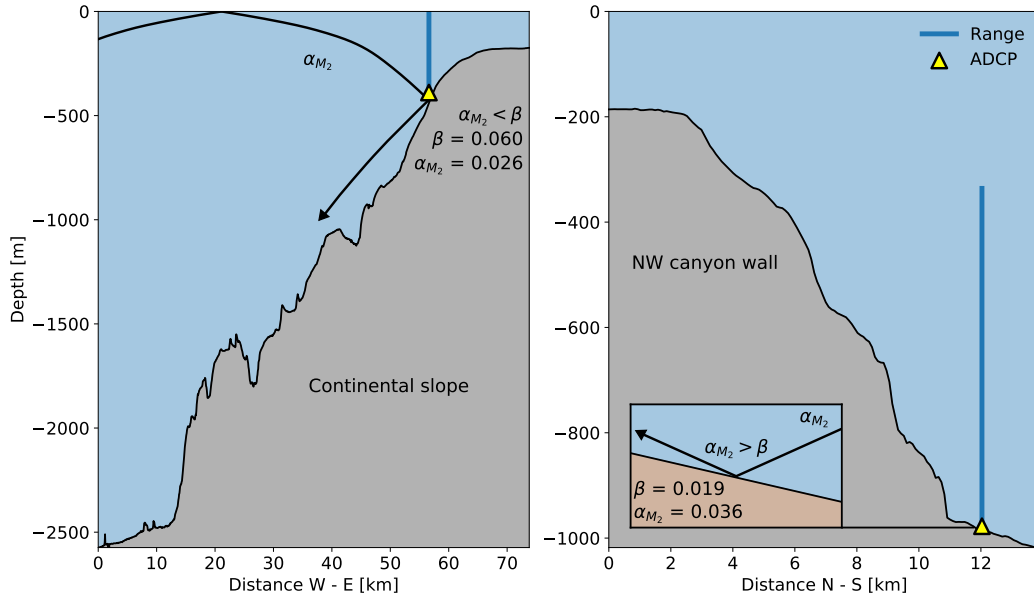 Depth [m]
0
−500
−1000
−1500
−2000
−2500
α_{M₂}
α_{M₂} < β
β = 0.060
α_{M₂} = 0.026
Continental slope
0 10 20 30 40 50 60 70
Distance W - E [km]
0
−200
−400
−600
−800
−1000
Range
ADCP
NW canyon wall
α_{M₂}
α_{M₂} > β
β = 0.019
α_{M₂} = 0.036
0 2 4 6 8 10 12
Distance N - S [km]